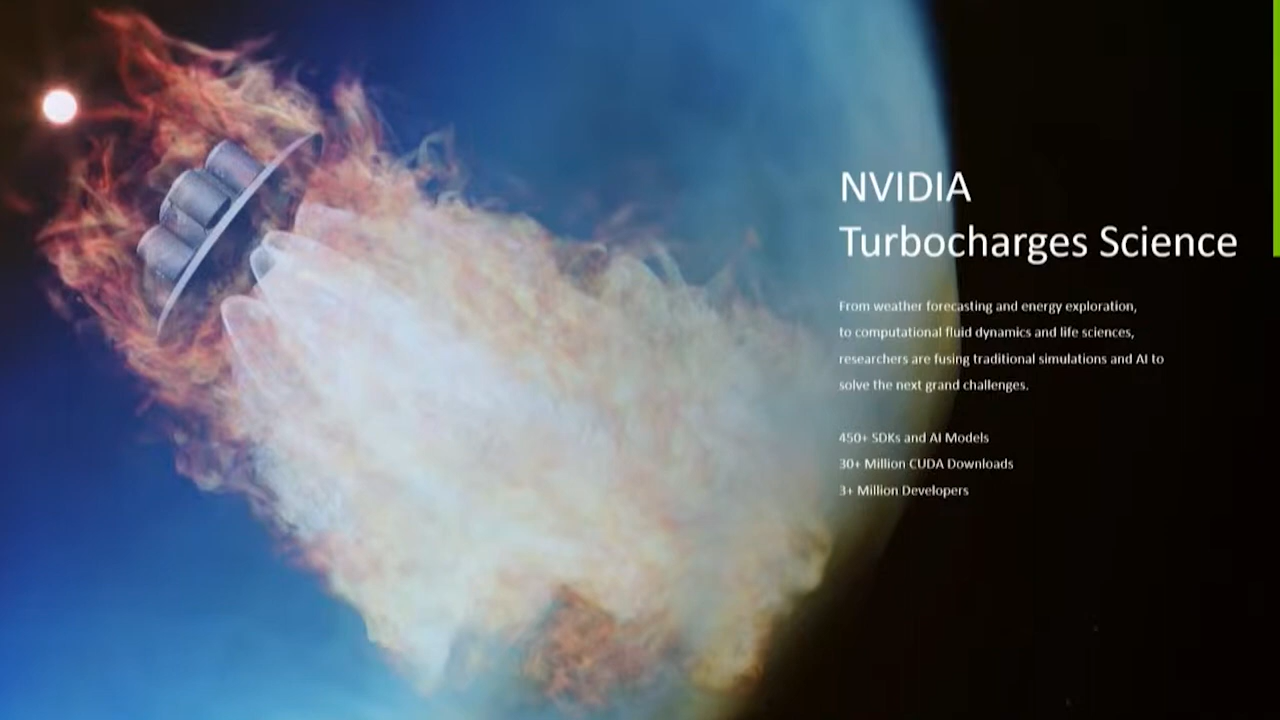 NVIDIA
Turbocharges Science
From weather forecasting and energy exploration,
to computational fluid dynamics and life sciences,
researchers are fusing traditional simulations and AI to
solve the next grand challenges.
450+ SDKs and AI Models
30+ Million CUDA Downloads
3+ Million Developers